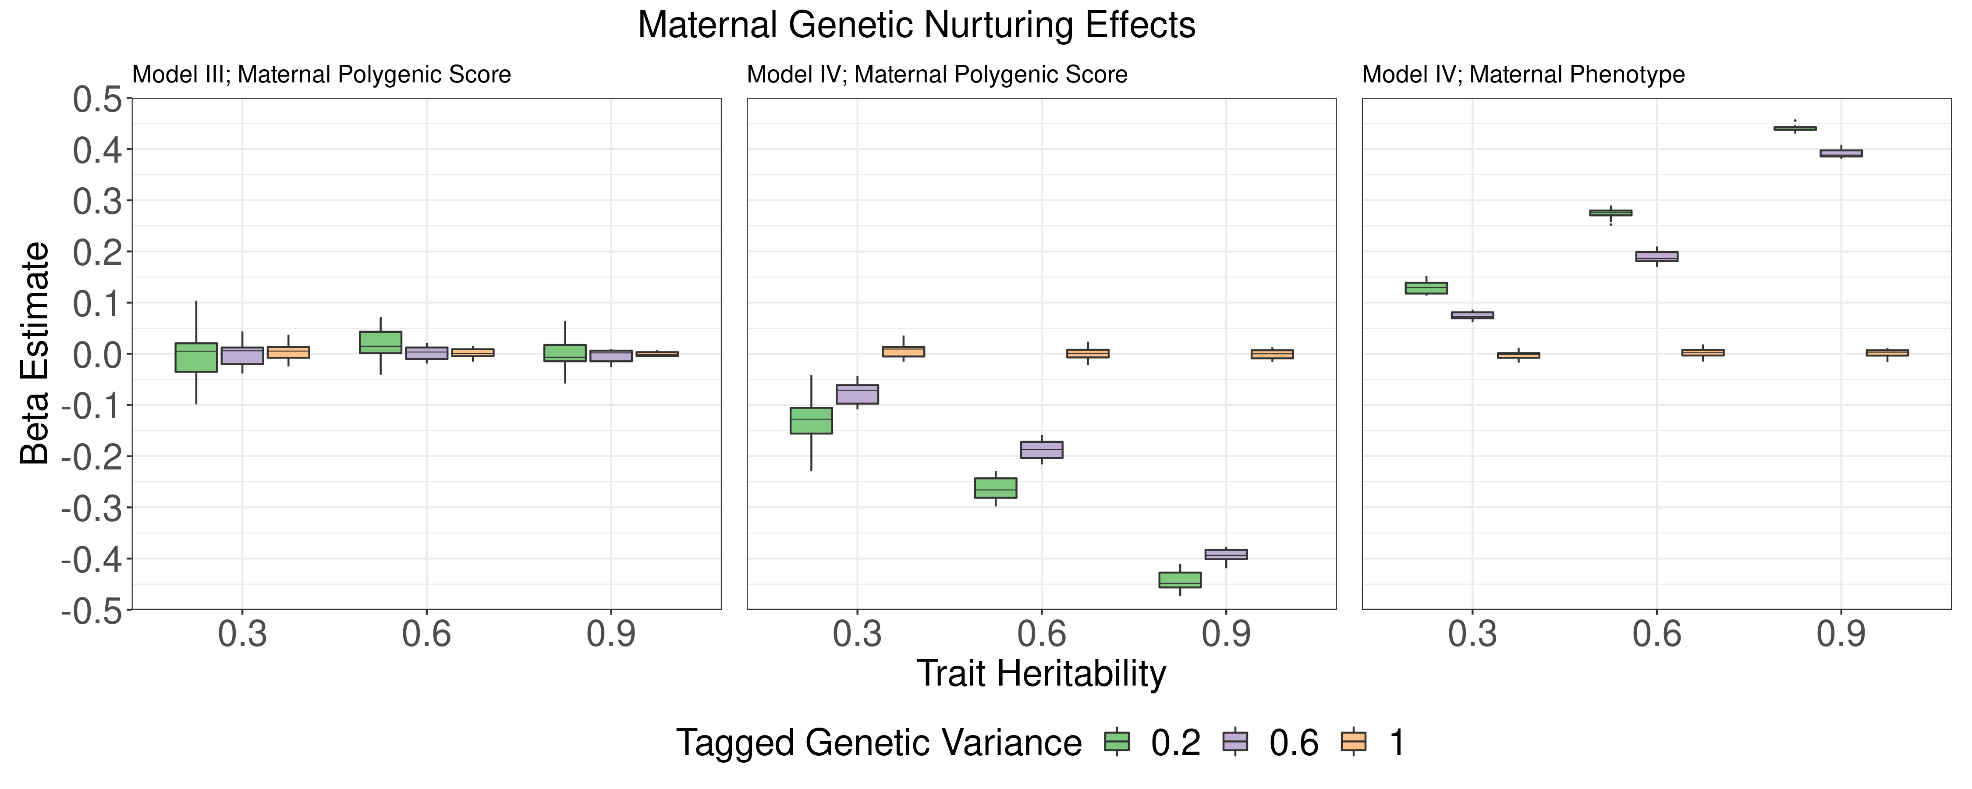 Maternal Genetic Nurturing Effects
Model III; Maternal Polygenic Score
Model IV; Maternal Polygenic Score
Model IV; Maternal Phenotype
Beta Estimate
0.5
0.4
0.3
0.2
0.1
0.0
-0.1
-0.2
-0.3
-0.4
-0.5
0.3 0.6 0.9
0.3 0.6 0.9
0.3 0.6 0.9
Trait Heritability
Tagged Genetic Variance 0.2 0.6 1